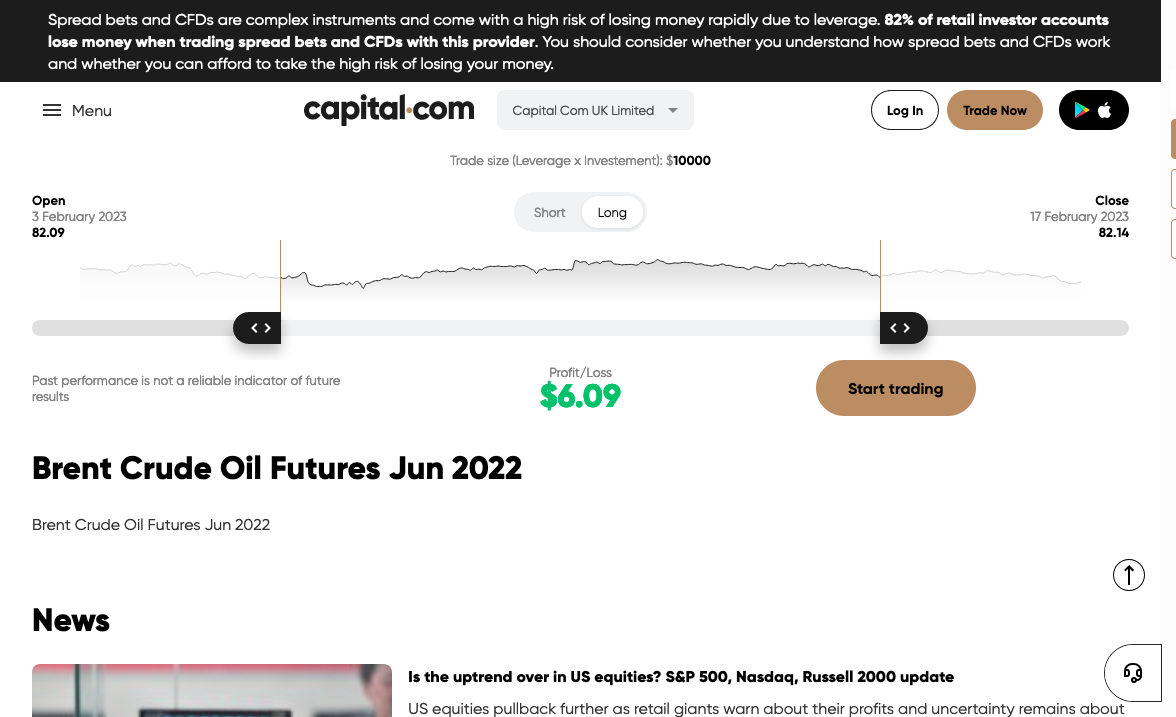 Spread bets and CFDs are complex instruments and come with a high risk of losing money rapidly due to leverage. 82% of retail investor accounts
lose money when trading spread bets and CFDs with this provider. You should consider whether you understand how spread bets and CFDs work
and whether you can afford to take the high risk of losing your money.
Menu
capital.com
Capital Com UK Limited
Log In
Trade Now
Trade size (Leverage x Investement): $10000
Open
3 February 2023
82.09
Short
Long
Close
17 February 2023
82.14
Past performance is not a reliable indicator of future
results
Profit/Loss
$6.09
Start trading
Brent Crude Oil Futures Jun 2022
Brent Crude Oil Futures Jun 2022
News
Is the uptrend over in US equities? S&P 500, Nasdaq, Russell 2000 update
US equities pullback further as retail giants warn about their profits and uncertainty remains about